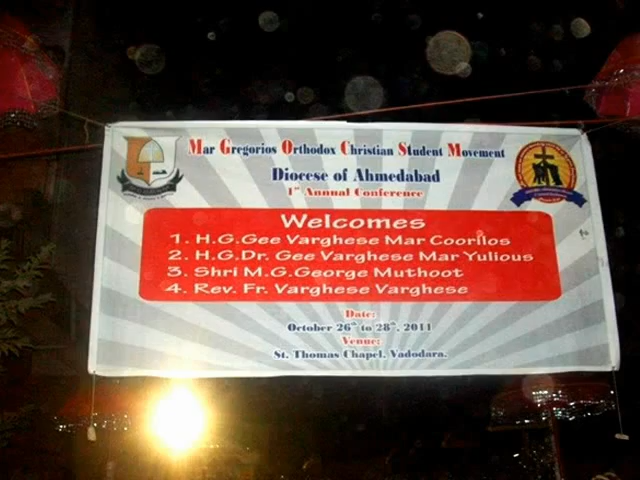 Mar Gregorios Orthodox Christian Student Movement
Diocese of Ahmedabad
1st Annual Conference
Welcomes
1. H.G.Gee Varghese Mar Coorilos
2. H.G.Dr. Gee Varghese Mar Yulious
3. Shri M.G.George Muthoot
4. Rev. Fr. Varghese Varghese
Date:
October 26th to 28th, 2011
Venue:
St. Thomas Chapel, Vadodara.